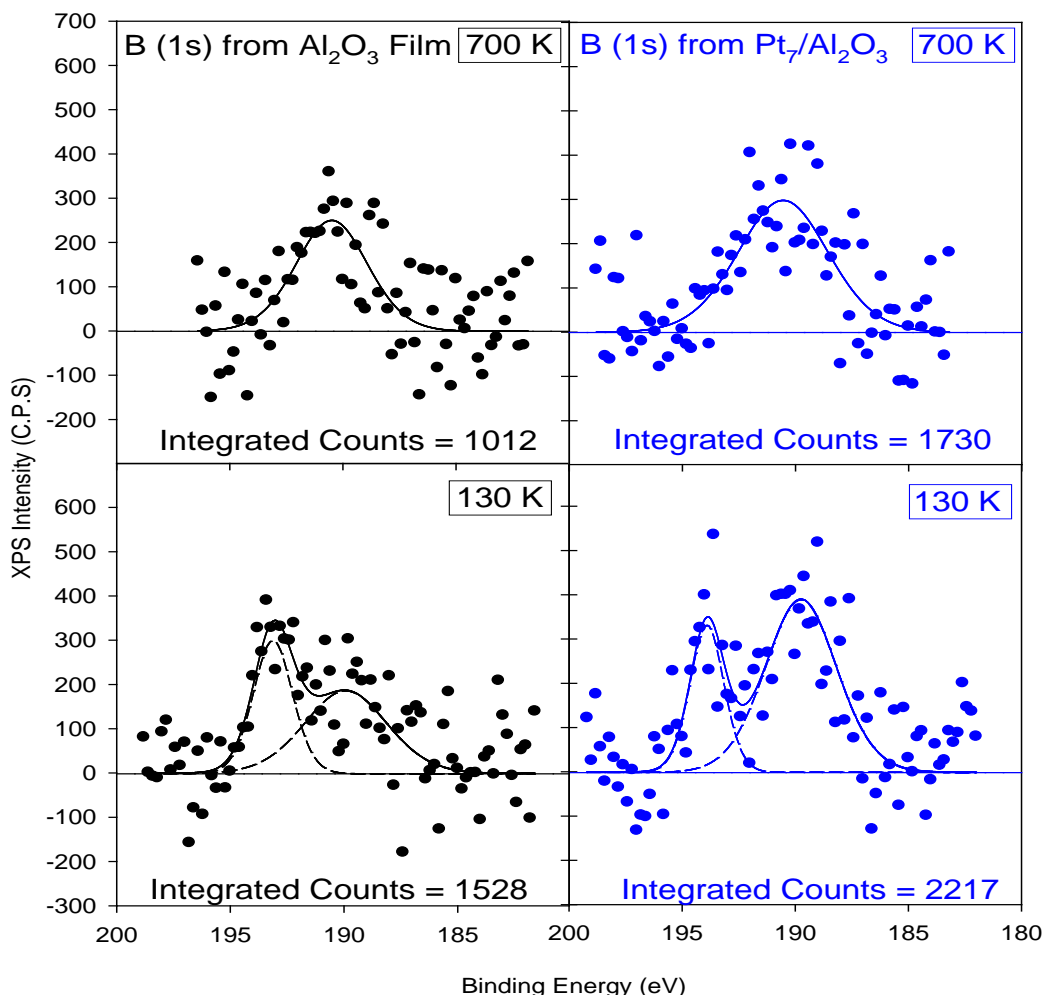 B (1s) from Al₂O₃ Film 700 K
B (1s) from Pt₇/Al₂O₃ 700 K
700
600
500
400
300
200
100
0
-100
-200
Integrated Counts = 1012
Integrated Counts = 1730
XPS Intensity (C.P.S)
130 K
130 K
600
500
400
300
200
100
0
-100
-200
-300
Integrated Counts = 1528
Integrated Counts = 2217
200 195 190 185 200 195 190 185 180
Binding Energy (eV)